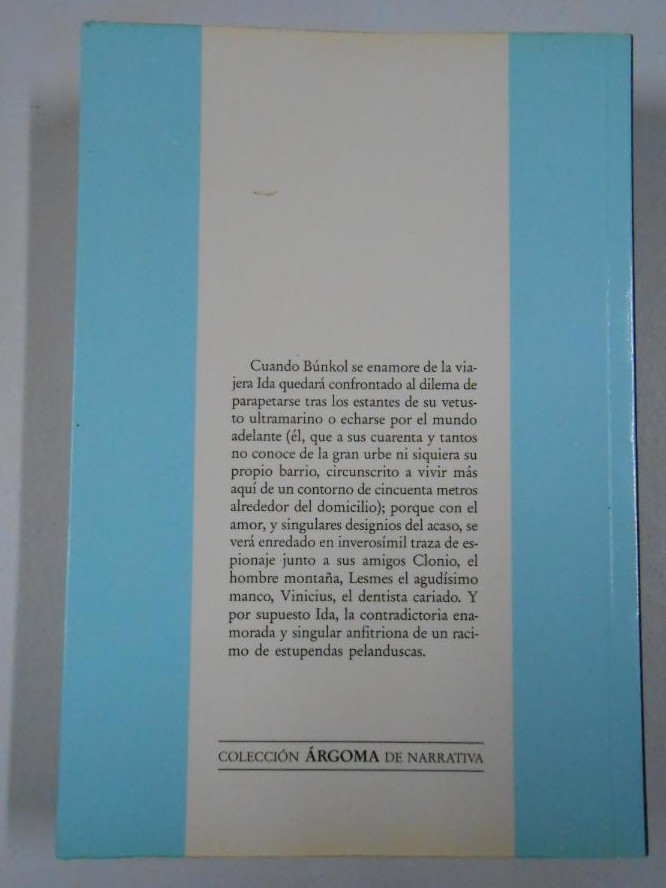 Cuando Búnkol se enamore de la via-
jera Ida quedará confrontado al dilema de
parapetarse tras los estantes de su vetus-
to ultramarino o echarse por el mundo
adelante (él, que a sus cuarenta y tantos
no conoce de la gran urbe ni siquiera su
propio barrio, circunscrito a vivir más
aquí de un contorno de cincuenta metros
alrededor del domicilio); porque con el
amor, y singulares designios del acaso, se
verá enredado en inverosímil traza de es-
pionaje junto a sus amigos Clonio, el
hombre montaña, Lesmes el agudísimo
manco, Vinicius, el dentista cariado. Y
por supuesto Ida, la contradictoria ena-
morada y singular anfitriona de un raci-
mo de estupendas pelanduscas.
COLECCIÓN ÁRGOMA DE NARRATIVA